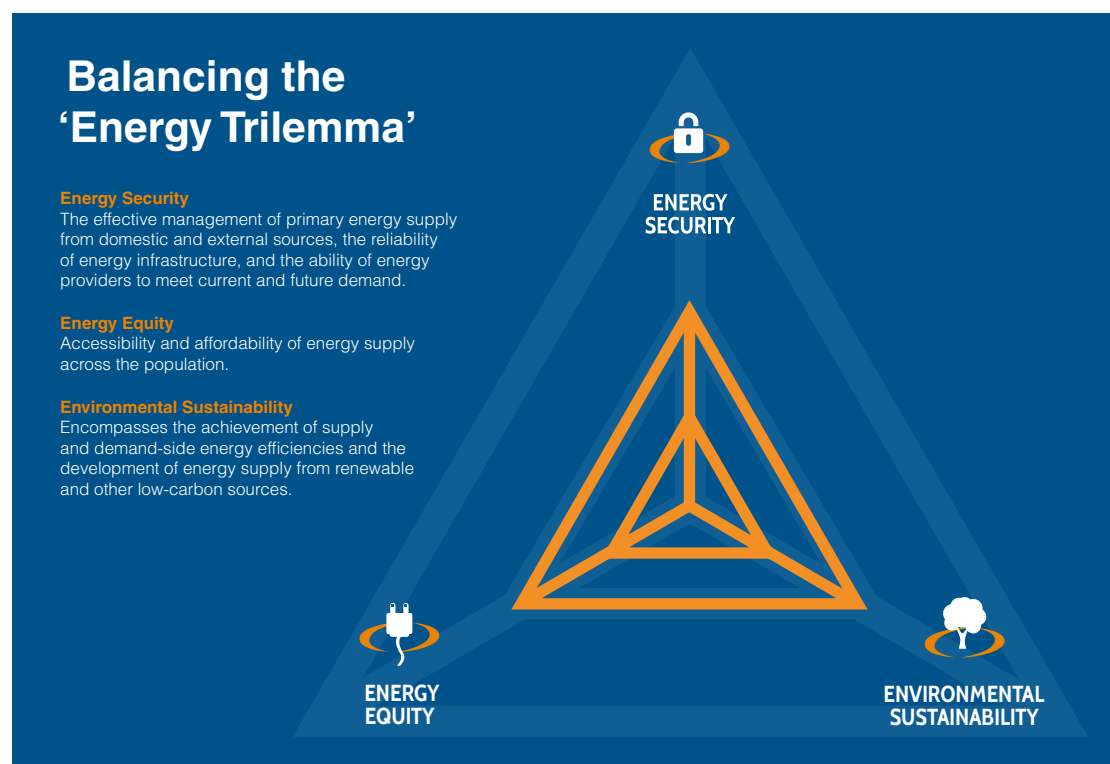 Balancing the
‘Energy Trilemma’
Energy Security
The effective management of primary energy supply
from domestic and external sources, the reliability
of energy infrastructure, and the ability of energy
providers to meet current and future demand.
Energy Equity
Accessibility and affordability of energy supply
across the population.
Environmental Sustainability
Encompasses the achievement of supply
and demand-side energy efficiencies and the
development of energy supply from renewable
and other low-carbon sources.
ENERGY
SECURITY
ENERGY
EQUITY
ENVIRONMENTAL
SUSTAINABILITY